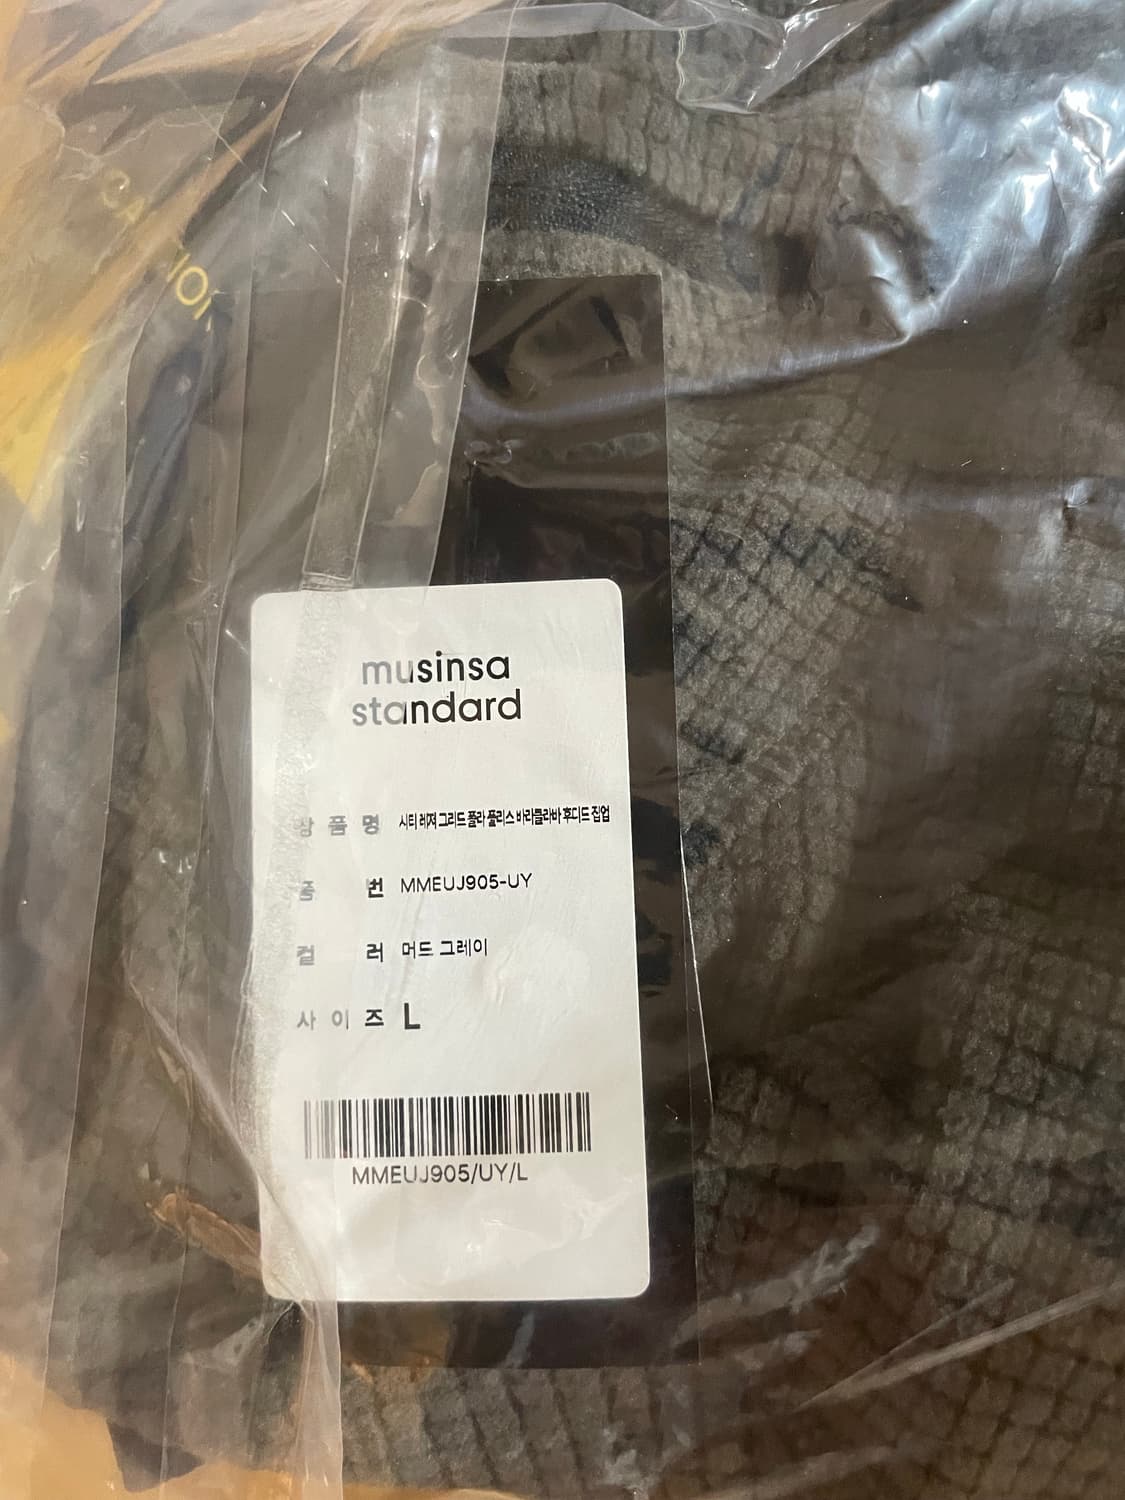 musinsa
standard
상품명 시티 레져 그리드 폴라 플리스 바라클라바 후디드 집업
품번 MMEUJ905-UY
컬러 머드 그레이
사이즈 L
MMEUJ905/UY/L